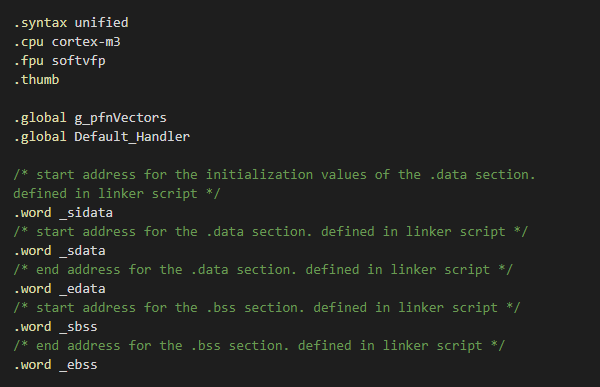 .syntax unified
.cpu cortex-m3
.fpu softvfp
.thumb
.global g_pfnVectors
.global Default_Handler
/* start address for the initialization values of the .data section.
defined in linker script */
.word _sidata
/* start address for the .data section. defined in linker script */
.word _sdata
/* end address for the .data section. defined in linker script */
.word _edata
/* start address for the .bss section. defined in linker script */
.word _sbss
/* end address for the .bss section. defined in linker script */
.word _ebss